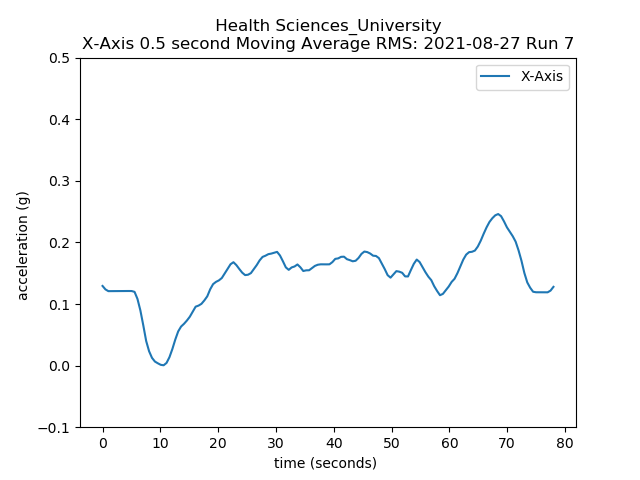 Health Sciences_University
X-Axis 0.5 second Moving Average RMS: 2021-08-27 Run 7
0.5
X-Axis
0.4
0.3
acceleration (g)
0.2
0.1
0.0
−0.1
0 10 20 30 40 50 60 70 80
time (seconds)